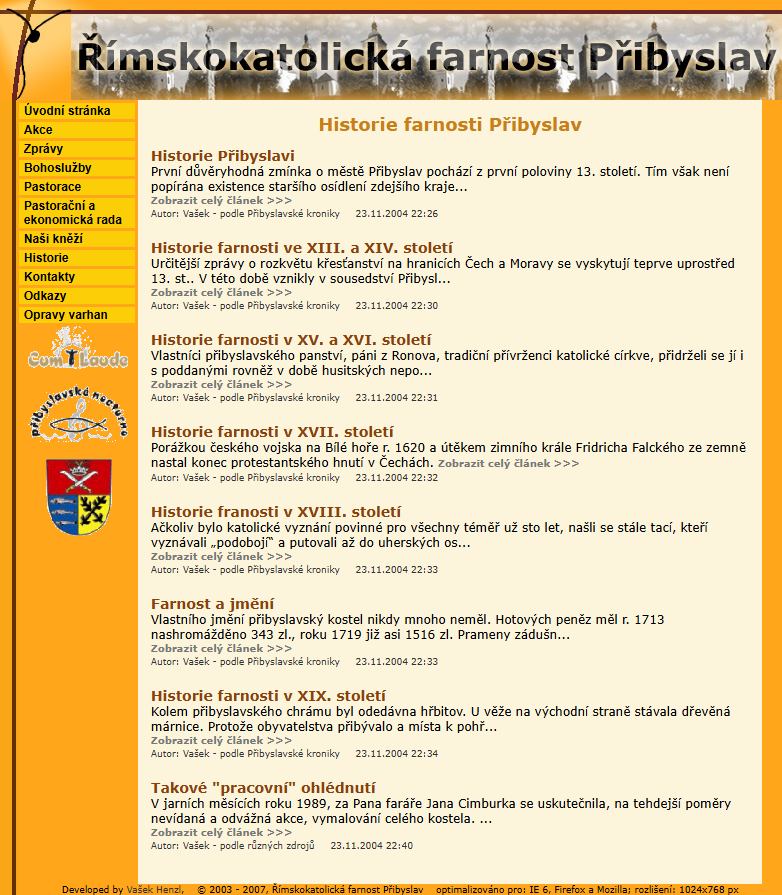 Římskokatolická farnost Přibyslav
Úvodní stránka
Akce
Zprávy
Bohoslužby
Pastorace
Pastorační a
ekonomická rada
Naši kněží
Historie
Kontakty
Odkazy
Opravy varhan
Cum Laude
přibyslavské nocturno
Historie farnosti Přibyslav
Historie Přibyslavi
První důvěryhodná zmínka o městě Přibyslav pochází z první poloviny 13. století. Tím však není
popírána existence staršího osídlení zdejšího kraje...
Zobrazit celý článek >>>
Autor: Vašek - podle Přibyslavské kroniky 23.11.2004 22:26
Historie farnosti ve XIII. a XIV. století
Určitější zprávy o rozkvětu křesťanství na hranicích Čech a Moravy se vyskytují teprve uprostřed
13. st.. V této době vznikly v sousedství Přibysl...
Zobrazit celý článek >>>
Autor: Vašek - podle Přibyslavské kroniky 23.11.2004 22:30
Historie farnosti v XV. a XVI. století
Vlastníci přibyslavského panství, páni z Ronova, tradiční přívrženci katolické církve, přidrželi se jí i
s poddanými rovněž v době husitských nepo...
Zobrazit celý článek >>>
Autor: Vašek - podle Přibyslavské kroniky 23.11.2004 22:31
Historie farnosti v XVII. století
Porážkou českého vojska na Bílé hoře r. 1620 a útěkem zimního krále Fridricha Falckého ze zemně
nastal konec protestantského hnutí v Čechách. Zobrazit celý článek >>>
Autor: Vašek - podle Přibyslavské kroniky 23.11.2004 22:32
Historie franosti v XVIII. století
Ačkoliv bylo katolické vyznání povinné pro všechny téměř už sto let, našli se stále tací, kteří
vyznávali „podobojí“ a putovali až do uherských os...
Zobrazit celý článek >>>
Autor: Vašek - podle Přibyslavské kroniky 23.11.2004 22:33
Farnost a jmění
Vlastního jmění přibyslavský kostel nikdy mnoho neměl. Hotových peněz měl r. 1713
nashromážděno 343 zl., roku 1719 již asi 1516 zl. Prameny zádušn...
Zobrazit celý článek >>>
Autor: Vašek - podle Přibyslavské kroniky 23.11.2004 22:33
Historie farnosti v XIX. století
Kolem přibyslavského chrámu byl odedávna hřbitov. U věže na východní straně stávala dřevěná
márnice. Protože obyvatelstva přibývalo a místa k pohř...
Zobrazit celý článek >>>
Autor: Vašek - podle Přibyslavské kroniky 23.11.2004 22:34
Takové "pracovní" ohlédnutí
V jarních měsících roku 1989, za Pana faráře Jana Cimburka se uskutečnila, na tehdejší poměry
nevídaná a odvážná akce, vymalování celého kostela. ...
Zobrazit celý článek >>>
Autor: Vašek - podle různých zdrojů 23.11.2004 22:40
Developed by Vašek Henzl, © 2003 - 2007, Římskokatolická farnost Přibyslav optimalizováno pro: IE 6, Firefox a Mozilla; rozlišení: 1024x768 px